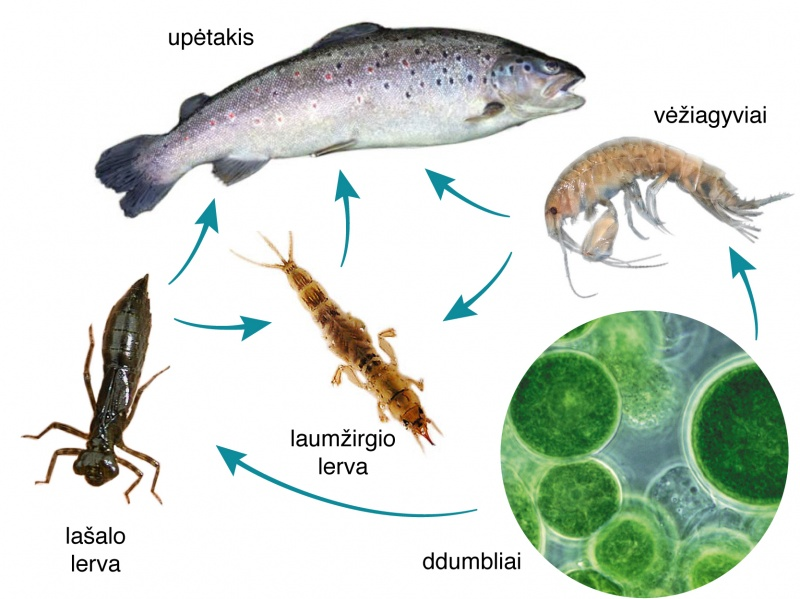 upėtakis
vėžiagyviai
laumžirgio
lerva
lašalo
lerva
ddumbliai